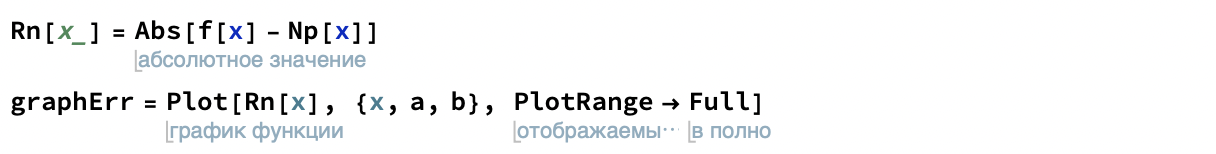 Rn[x_] = Abs[f[x] - Np[x]]
абсолютное значение
graphErr = Plot[Rn[x], {x, a, b}, PlotRange → Full]
график функции отображаемы⋯ в полно